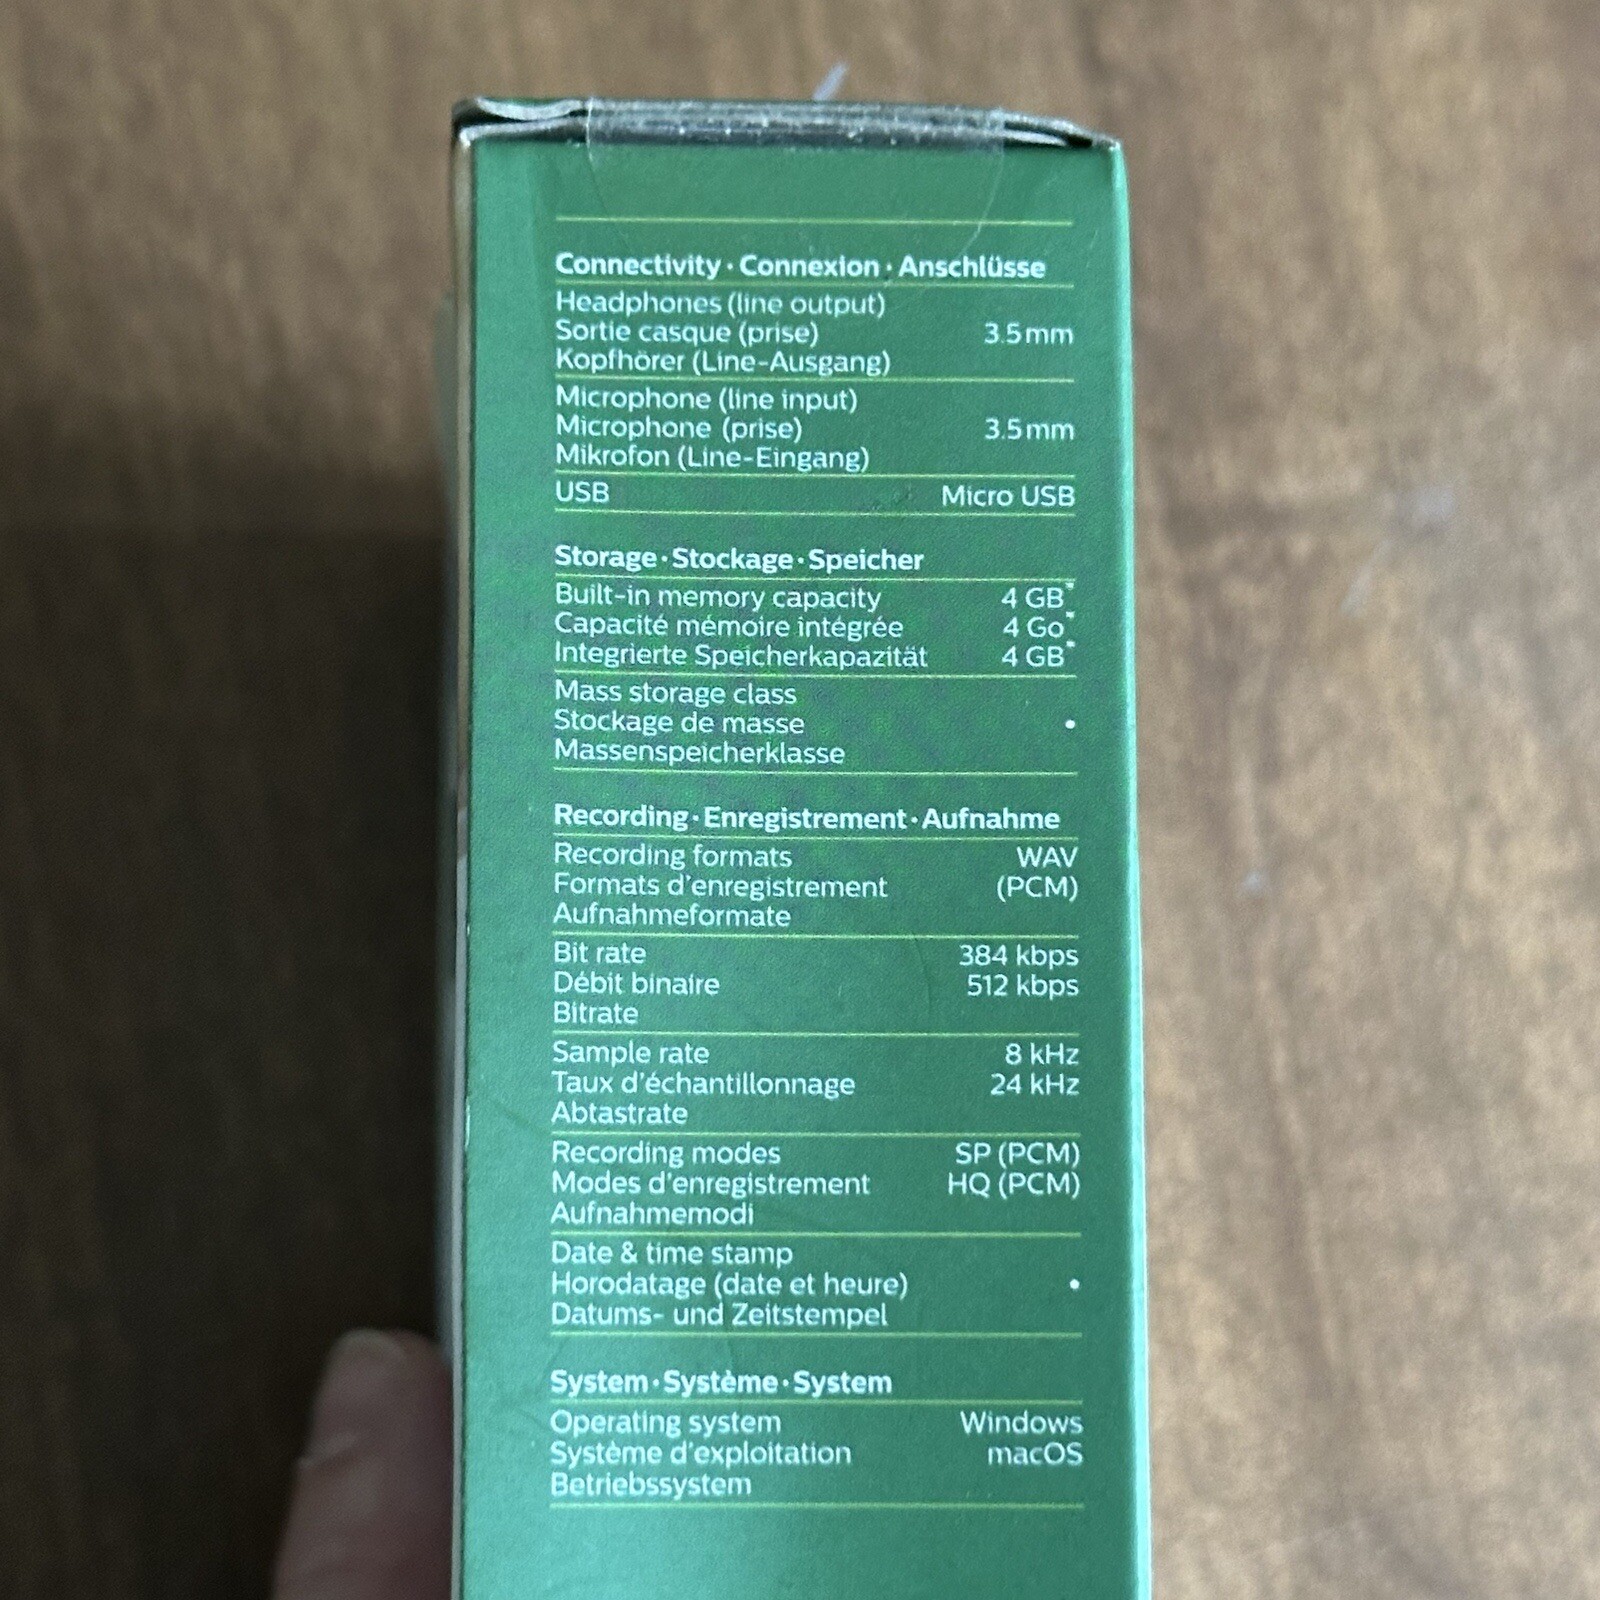 Connectivity · Connexion · Anschlüsse
Headphones (line output)
Sortie casque (prise) 3.5 mm
Kopfhörer (Line-Ausgang)
Microphone (line input)
Microphone (prise) 3.5 mm
Mikrofon (Line-Eingang)
USB Micro USB
Storage · Stockage · Speicher
Built-in memory capacity 4 GB*
Capacité mémoire intégrée 4 Go*
Integrierte Speicherkapazität 4 GB*
Mass storage class
Stockage de masse •
Massenspeicherklasse
Recording · Enregistrement · Aufnahme
Recording formats WAV
Formats d'enregistrement (PCM)
Aufnahmeformate
Bit rate 384 kbps
Débit binaire 512 kbps
Bitrate
Sample rate 8 kHz
Taux d'échantillonnage 24 kHz
Abtastrate
Recording modes SP (PCM)
Modes d'enregistrement HQ (PCM)
Aufnahmemodi
Date & time stamp
Horodatage (date et heure) •
Datums- und Zeitstempel
System · Système · System
Operating system Windows
Système d'exploitation macOS
Betriebssystem